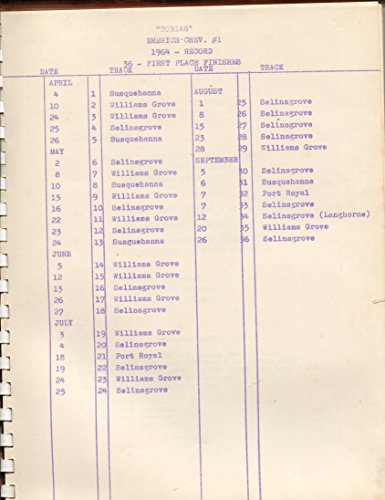 "TOBIAS"
EMERICH CHEV. #1
1964 - RECORD
36 - FIRST PLACE FINISHES
DATE TRACK DATE TRACK
APRIL
4 1 Susquehanna
10 2 Williams Grove
24 3 Williams Grove
25 4 Selinsgrove
26 5 Susquehanna
MAY
2 6 Selinsgrove
8 7 Williams Grove
10 8 Susquehanna
15 9 Williams Grove
16 10 Selinsgrove
22 11 Williams Grove
23 12 Selinsgrove
24 13 Susquehanna
JUNE
5 14 Williams Grove
12 15 Williams Grove
13 16 Selinsgrove
26 17 Williams Grove
27 18 Selinsgrove
JULY
3 19 Williams Grove
4 20 Selinsgrove
18 21 Port Royal
19 22 Selinsgrove
24 23 Williams Grove
25 24 Selinsgrove
AUGUST
1 25 Selinsgrove
8 26 Selinsgrove
15 27 Selinsgrove
23 28 Selinsgrove
28 29 Williams Grove
SEPTEMBER
5 30 Selinsgrove
6 31 Susquehanna
7 32 Port Royal
7 33 Selinsgrove
12 34 Selinsgrove (Langhorne)
20 35 Williams Grove
26 36 Selinsgrove